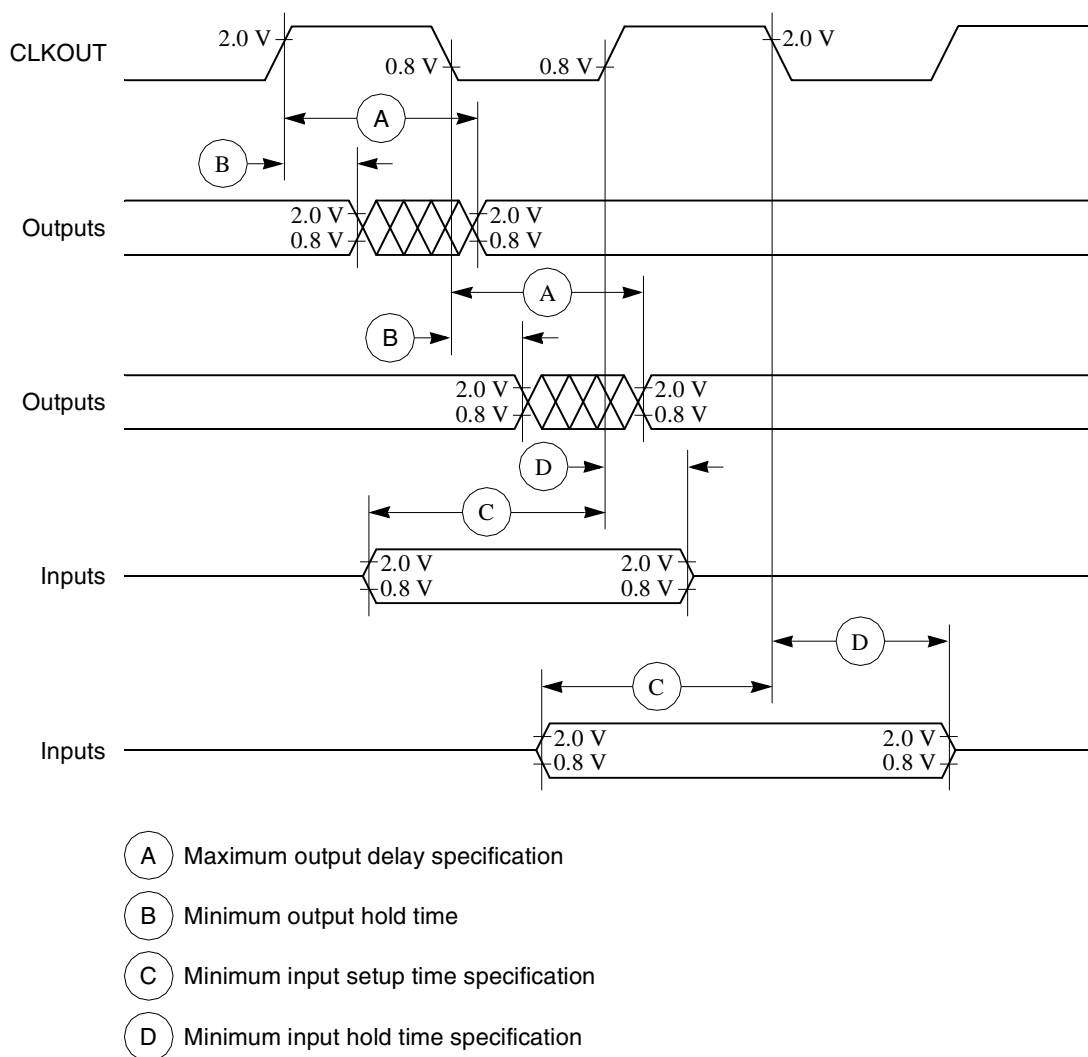 CLKOUT
2.0 V
0.8 V
0.8 V
2.0 V
A
B
Outputs
2.0 V
0.8 V
2.0 V
0.8 V
A
B
Outputs
2.0 V
0.8 V
2.0 V
0.8 V
D
C
Inputs
2.0 V
0.8 V
2.0 V
0.8 V
D
C
Inputs
2.0 V
0.8 V
2.0 V
0.8 V
A Maximum output delay specification
B Minimum output hold time
C Minimum input setup time specification
D Minimum input hold time specification